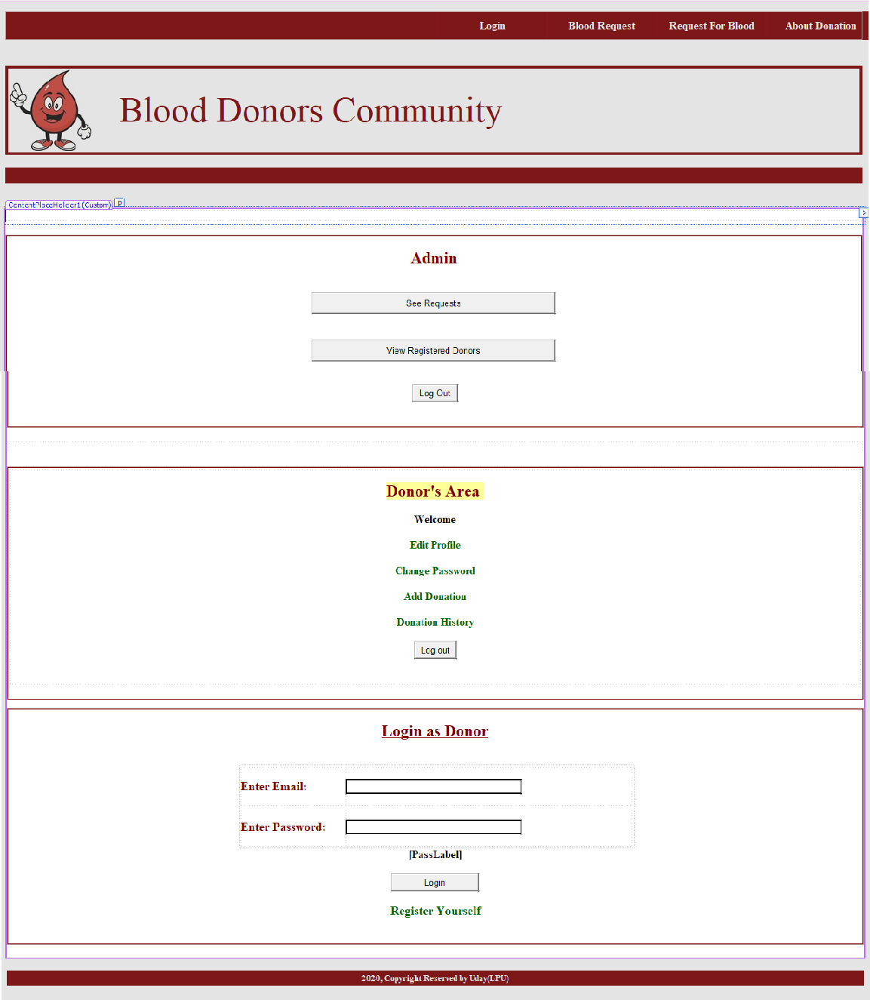 Login Blood Request Request For Blood About Donation
Blood Donors Community
ContentPlaceHolder1 (Custom) p
>
Admin
See Requests
View Registered Donors
Log Out
Donor's Area
Welcome
Edit Profile
Change Password
Add Donation
Donation History
Log out
Login as Donor
Enter Email:
Enter Password:
[PassLabel]
Login
Register Yourself
2020, Copyright Reserved by Uday(LPU)